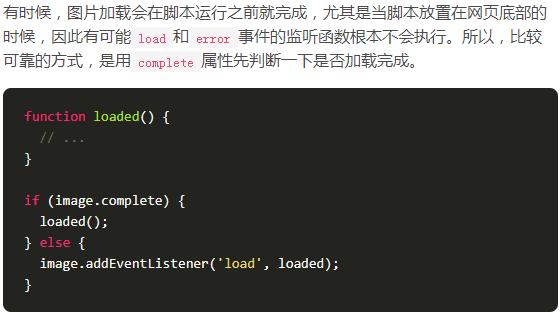 有时候，图片加载会在脚本运行之前就完成，尤其是当脚本放置在网页底部的
时候，因此有可能 load 和 error 事件的监听函数根本不会执行。所以，比较
可靠的方式，是用 complete 属性先判断一下是否加载完成。
function loaded() {
  // ...
}

if (image.complete) {
  loaded();
} else {
  image.addEventListener('load', loaded);
}